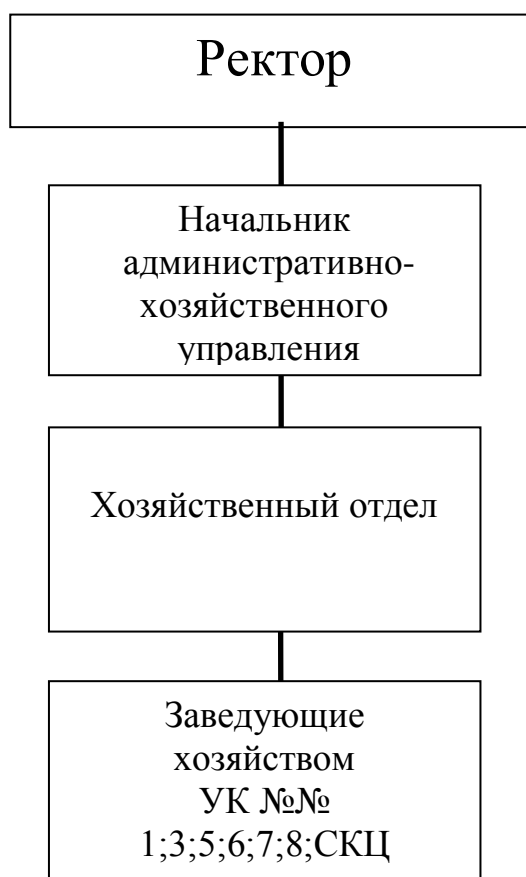 Ректор
Начальник
административно-
хозяйственного
управления
Хозяйственный отдел
Заведующие
хозяйством
УК №№
1;3;5;6;7;8;СКЦ